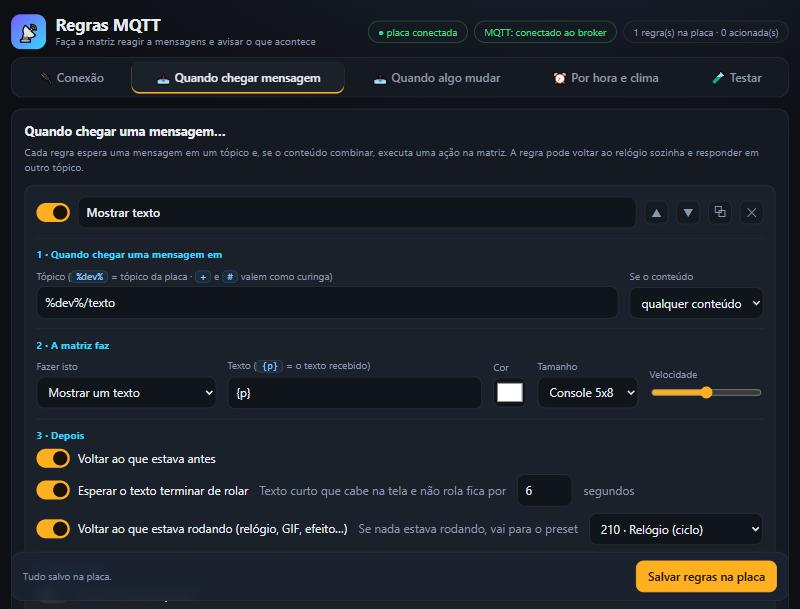 Regras MQTT
Faça a matriz reagir a mensagens e avisar o que acontece
• placa conectada
MQTT: conectado ao broker
1 regra(s) na placa · 0 acionada(s)
Conexão
Quando chegar mensagem
Quando algo mudar
Por hora e clima
Testar
Quando chegar uma mensagem...
Cada regra espera uma mensagem em um tópico e, se o conteúdo combinar, executa uma ação na matriz. A regra pode voltar ao relógio sozinha e responder em
outro tópico.
Mostrar texto
1 · Quando chegar uma mensagem em
Tópico ( %dev% = tópico da placa · + e # valem como curinga)
Se o conteúdo
%dev%/texto
qualquer conteúdo
2 · A matriz faz
Fazer isto
Texto ( {p} = o texto recebido)
Cor
Tamanho
Velocidade
Mostrar um texto
{p}
Console 5x8
3 · Depois
Voltar ao que estava antes
Esperar o texto terminar de rolar
Texto curto que cabe na tela e não rola fica por
6
segundos
Voltar ao que estava rodando (relógio, GIF, efeito...)
Se nada estava rodando, vai para o preset
210 · Relógio (ciclo)
Tudo salvo na placa.
Salvar regras na placa